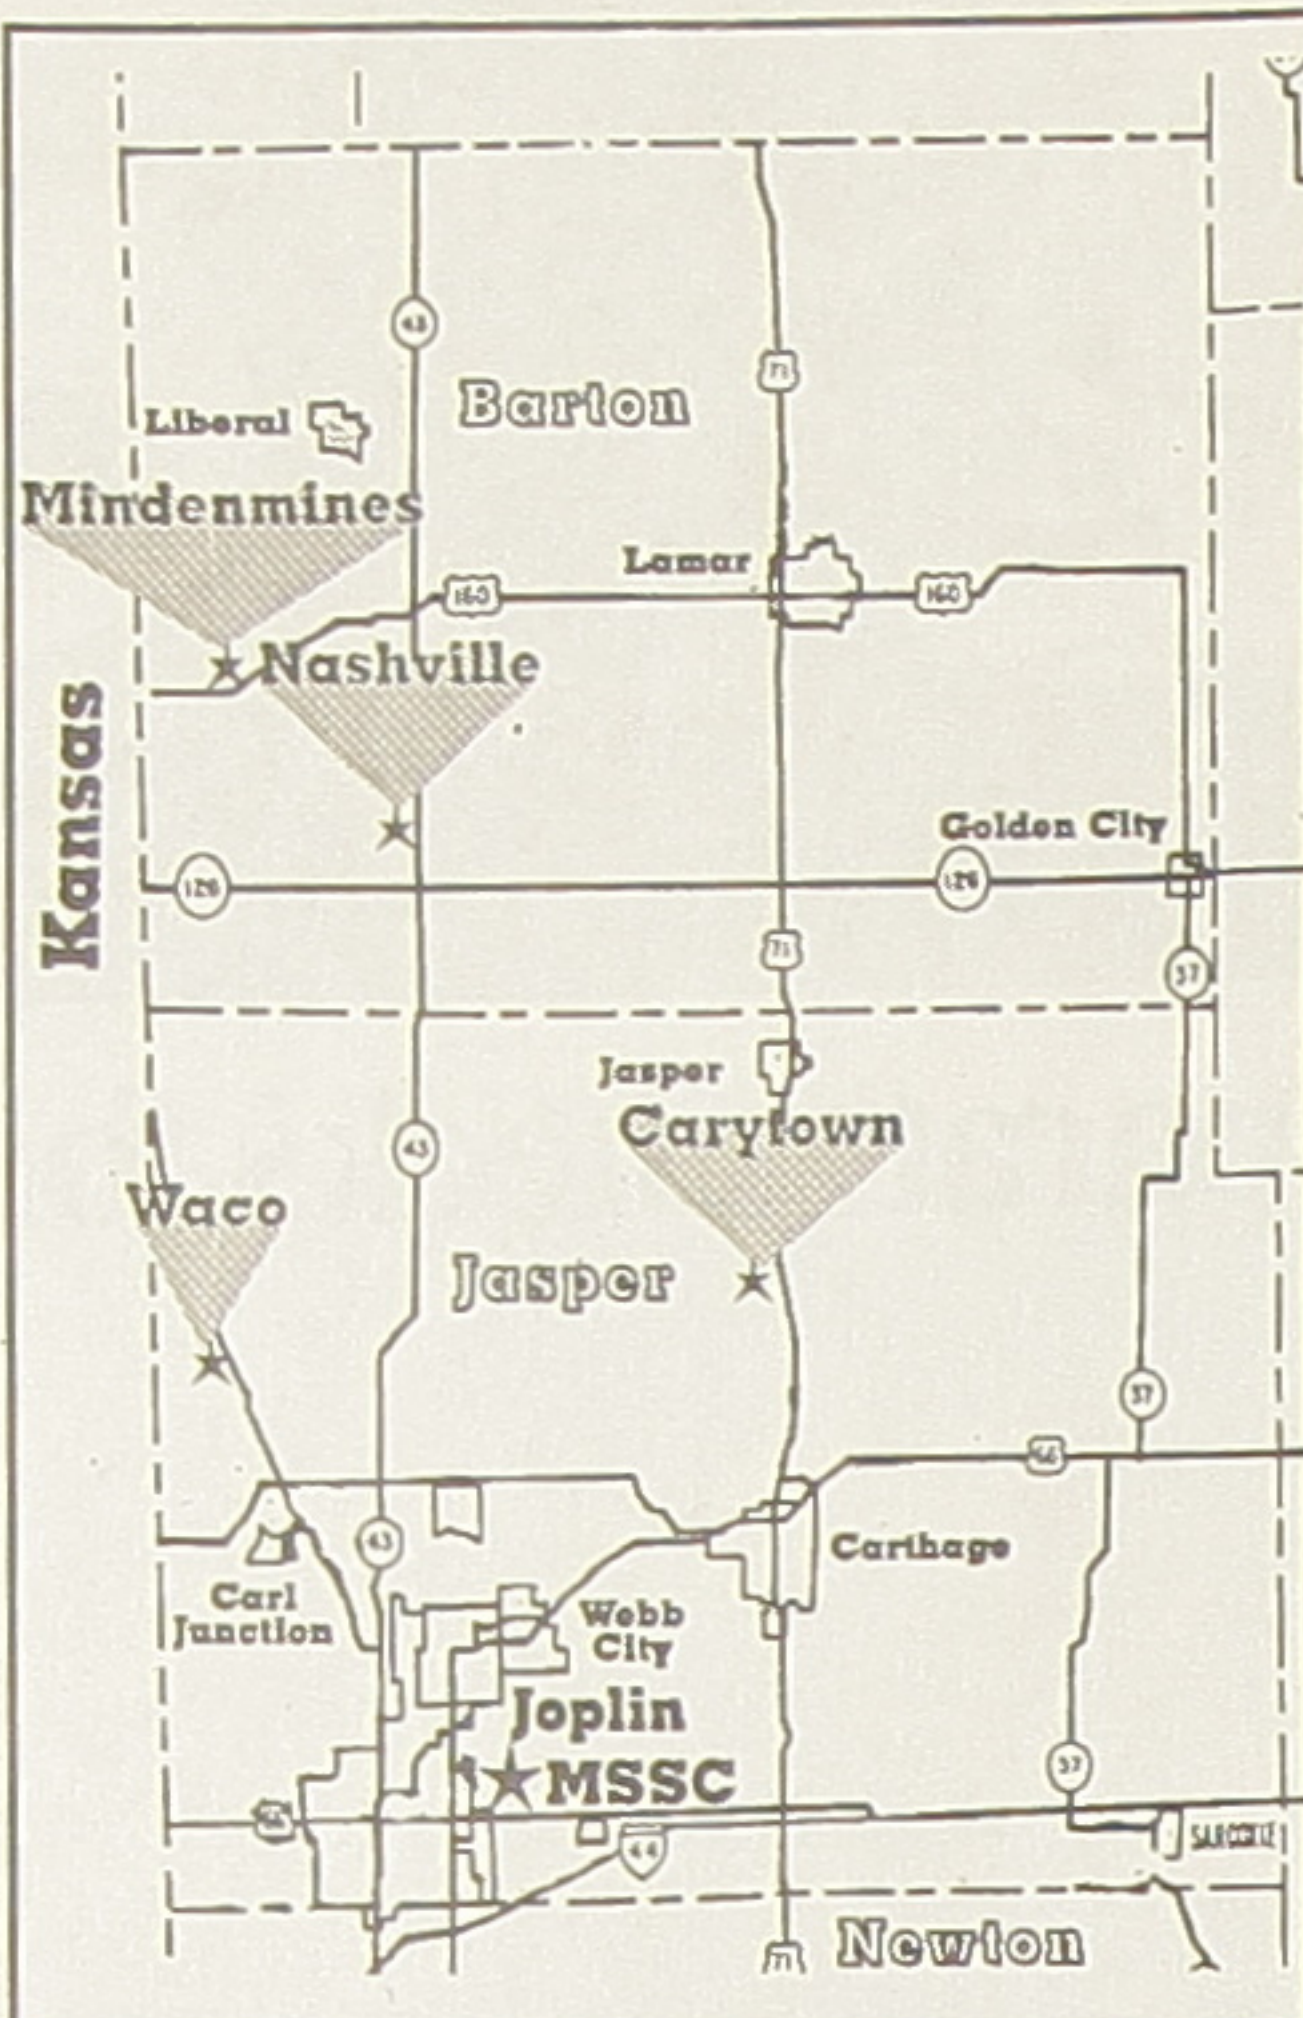 43
Barton
71
Liberal
Mindenmines
Lamar
160
160
Nashville
Kansas
Golden City
126
126
71
37
Jasper
Carytown
43
Waco
Jasper
37
66
43
Carthage
Carl
Junction
Webb
City
Joplin
MSSC
37
44
Newton
71